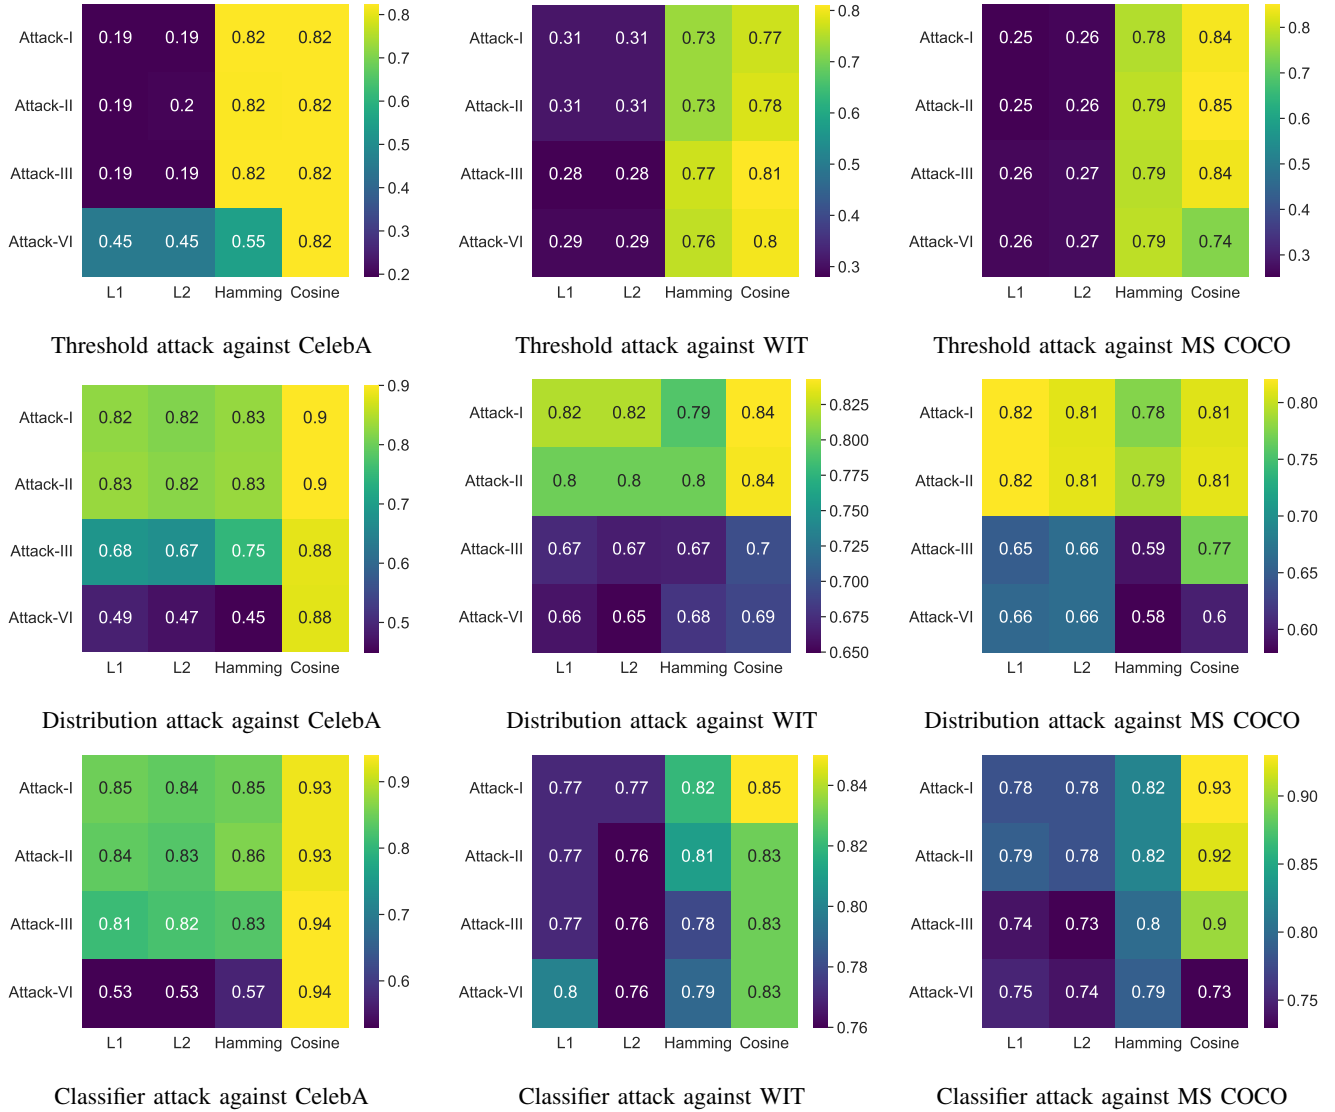 Attack-I 0.19 0.19 0.82 0.82 0.8
0.7
Attack-II 0.19 0.2 0.82 0.82 0.6
0.5
Attack-III 0.19 0.19 0.82 0.82 0.4
0.3
Attack-VI 0.45 0.45 0.55 0.82 0.2
L1 L2 Hamming Cosine
Threshold attack against CelebA
0.8
Attack-I 0.31 0.31 0.73 0.77 0.7
Attack-II 0.31 0.31 0.73 0.78 0.6
0.5
Attack-III 0.28 0.28 0.77 0.81 0.4
Attack-VI 0.29 0.29 0.76 0.8 0.3
L1 L2 Hamming Cosine
Threshold attack against WIT
Attack-I 0.25 0.26 0.78 0.84 0.8
0.7
Attack-II 0.25 0.26 0.79 0.85 0.6
0.5
Attack-III 0.26 0.27 0.79 0.84 0.4
Attack-VI 0.26 0.27 0.79 0.74 0.3
L1 L2 Hamming Cosine
Threshold attack against MS COCO
0.9
Attack-I 0.82 0.82 0.83 0.9
0.8
Attack-II 0.83 0.82 0.83 0.9 0.7
Attack-III 0.68 0.67 0.75 0.88 0.6
Attack-VI 0.49 0.47 0.45 0.88 0.5
L1 L2 Hamming Cosine
Distribution attack against CelebA
0.825
Attack-I 0.82 0.82 0.79 0.84 0.800
0.775
Attack-II 0.8 0.8 0.8 0.84 0.750
0.725
Attack-III 0.67 0.67 0.67 0.7 0.700
0.675
Attack-VI 0.66 0.65 0.68 0.69 0.650
L1 L2 Hamming Cosine
Distribution attack against WIT
Attack-I 0.82 0.81 0.78 0.81 0.80
0.75
Attack-II 0.82 0.81 0.79 0.81
0.70
Attack-III 0.65 0.66 0.59 0.77 0.65
Attack-VI 0.66 0.66 0.58 0.6 0.60
L1 L2 Hamming Cosine
Distribution attack against MS COCO
Attack-I 0.85 0.84 0.85 0.93 0.9
Attack-II 0.84 0.83 0.86 0.93 0.8
Attack-III 0.81 0.82 0.83 0.94 0.7
Attack-VI 0.53 0.53 0.57 0.94 0.6
L1 L2 Hamming Cosine
Classifier attack against CelebA
Attack-I 0.77 0.77 0.82 0.85 0.84
Attack-II 0.77 0.76 0.81 0.83 0.82
Attack-III 0.77 0.76 0.78 0.83 0.80
0.78
Attack-VI 0.8 0.76 0.79 0.83 0.76
L1 L2 Hamming Cosine
Classifier attack against WIT
Attack-I 0.78 0.78 0.82 0.93 0.90
Attack-II 0.79 0.78 0.82 0.92 0.85
Attack-III 0.74 0.73 0.8 0.9 0.80
Attack-VI 0.75 0.74 0.79 0.73 0.75
L1 L2 Hamming Cosine
Classifier attack against MS COCO